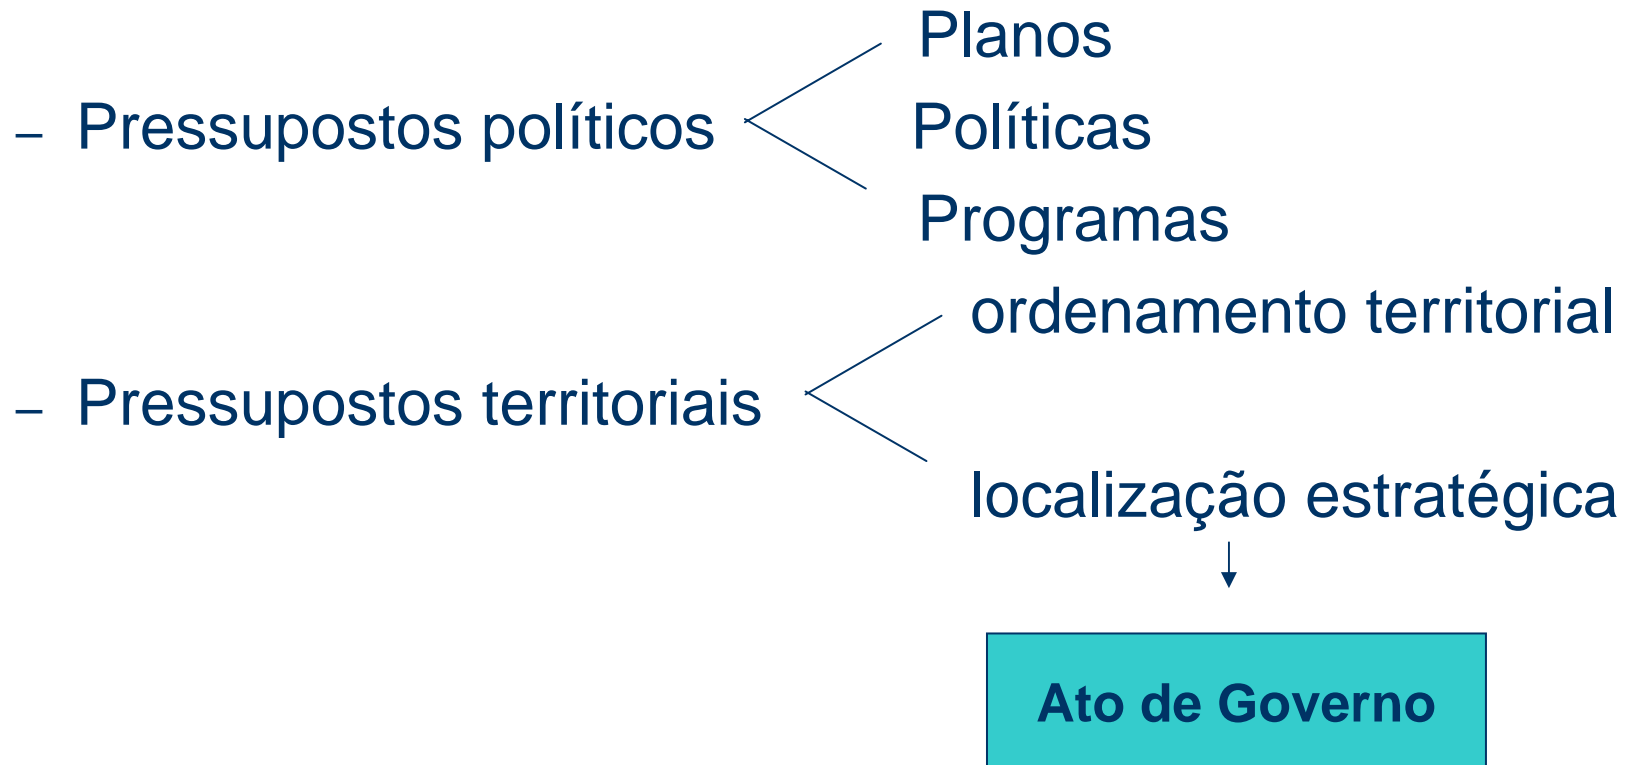 Planos
– Pressupostos políticos
Políticas
Programas
ordenamento territorial
– Pressupostos territoriais
localização estratégica
Ato de Governo